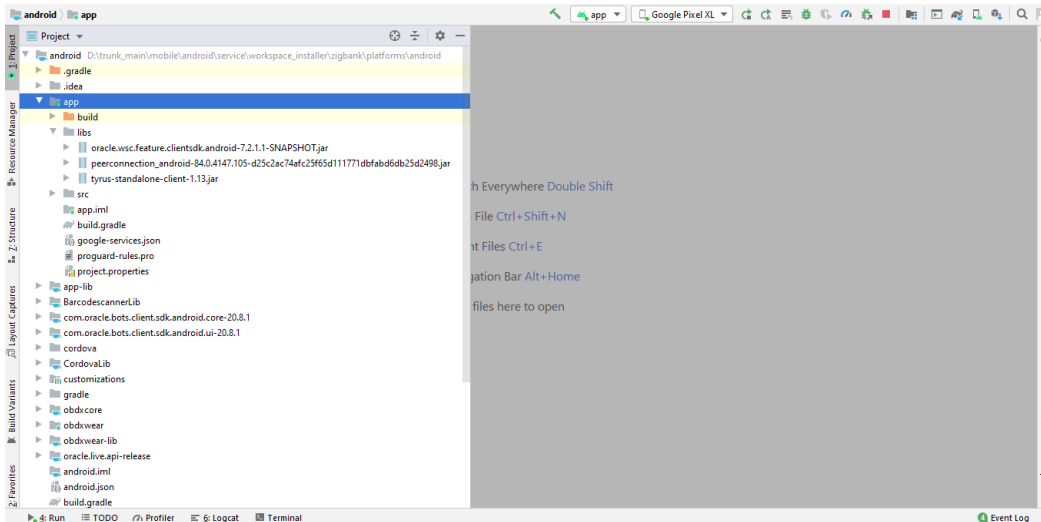 android app
app
Google Pixel XL
Project
android D:\trunk_main\mobile\android\service\workspace_installer\zigbank\platforms\android
.gradle
.idea
app
build
libs
oracle.wsc.feature.clientsdk.android-7.2.1.1-SNAPSHOT.jar
peerconnection_android-84.0.4147.105-d25c2ac74afc25f65d111771dbfabd6db25d2498.jar
tyrus-standalone-client-1.13.jar
src
app.iml
build.gradle
google-services.json
proguard-rules.pro
project.properties
app-lib
BarcodescannerLib
com.oracle.bots.client.sdk.android.core-20.8.1
com.oracle.bots.client.sdk.android.ui-20.8.1
cordova
CordovaLib
customizations
gradle
obdxcore
obdxwear
obdxwear-lib
oracle.live.api-release
android.iml
android.json
build.gradle
1: Project
Resource Manager
Z: Structure
Layout Captures
Build Variants
2: Favorites
h Everywhere Double Shift
File Ctrl+Shift+N
nt Files Ctrl+E
gation Bar Alt+Home
files here to open
4: Run TODO Profiler 6: Logcat Terminal
4 Event Log